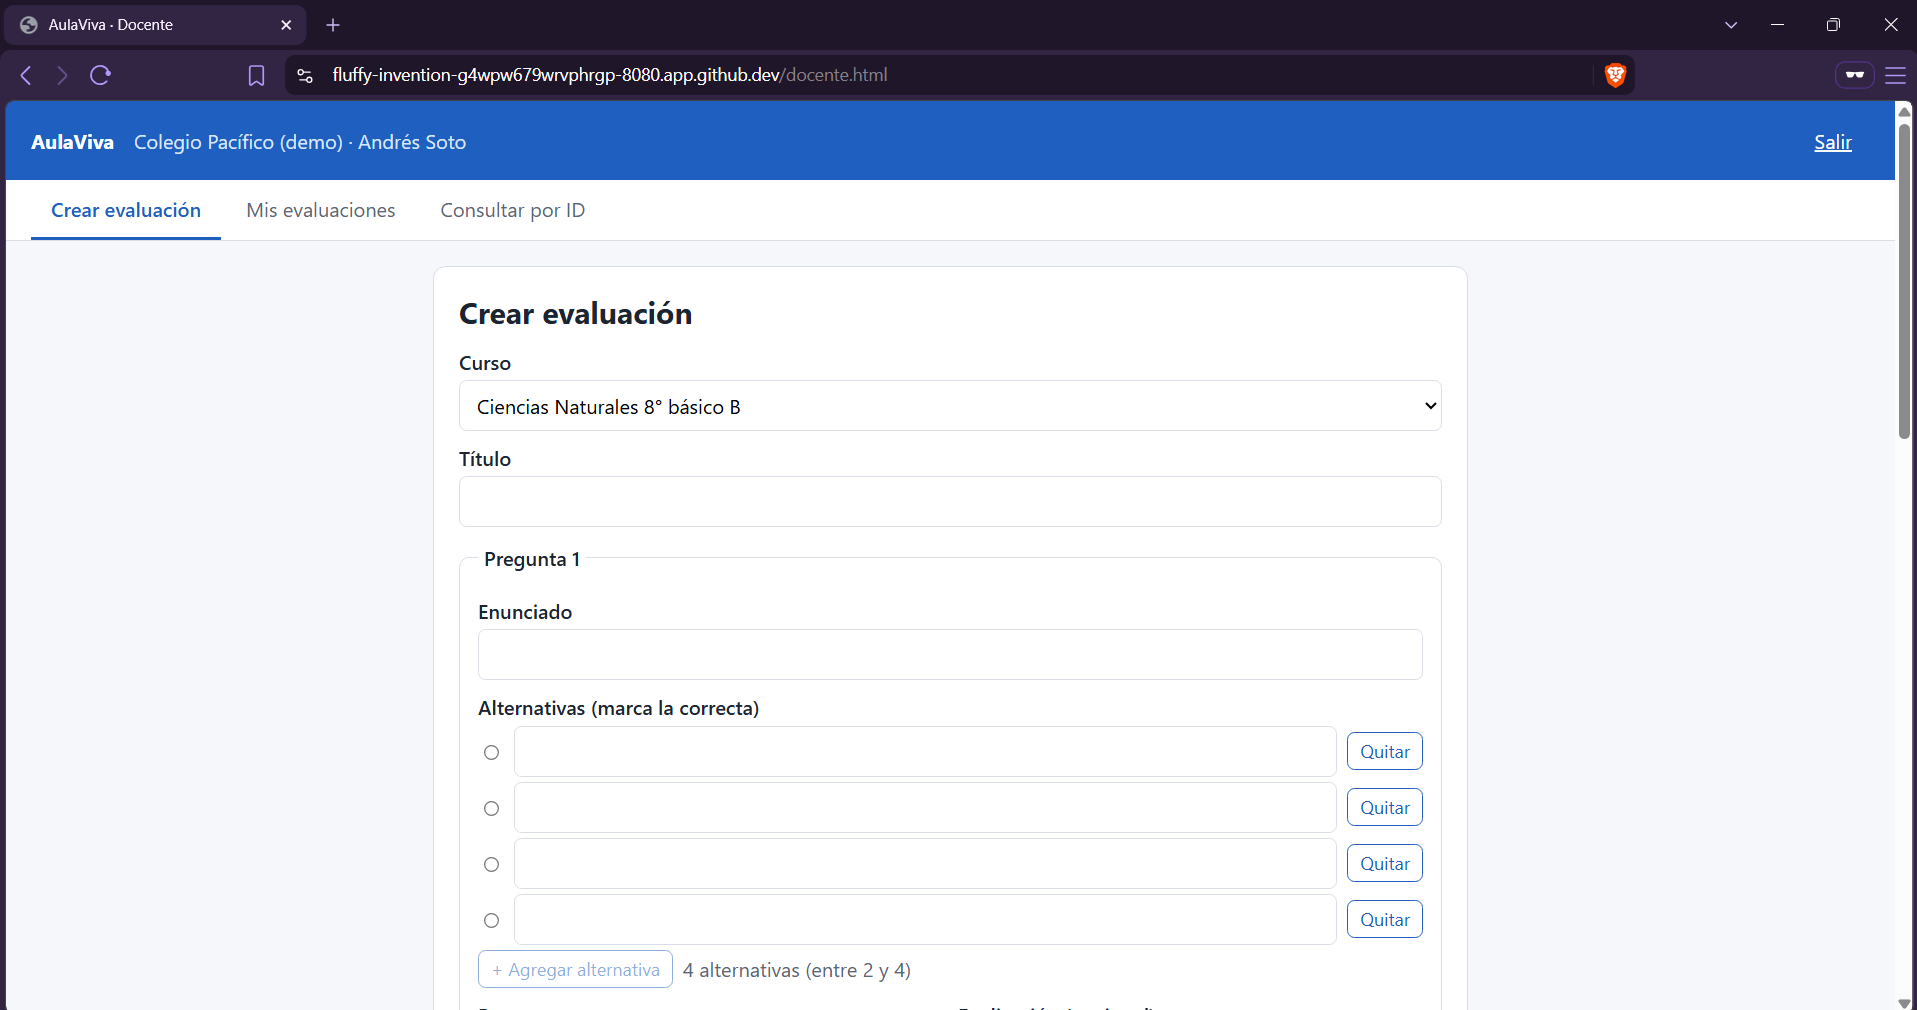 AulaViva · Docente
fluffy-invention-g4wpw679wrvphrgp-8080.app.github.dev/docente.html
AulaViva Colegio Pacífico (demo) · Andrés Soto Salir
Crear evaluación Mis evaluaciones Consultar por ID
Crear evaluación
Curso
Ciencias Naturales 8° básico B
Título
Pregunta 1
Enunciado
Alternativas (marca la correcta)
Quitar
Quitar
Quitar
Quitar
+ Agregar alternativa 4 alternativas (entre 2 y 4)